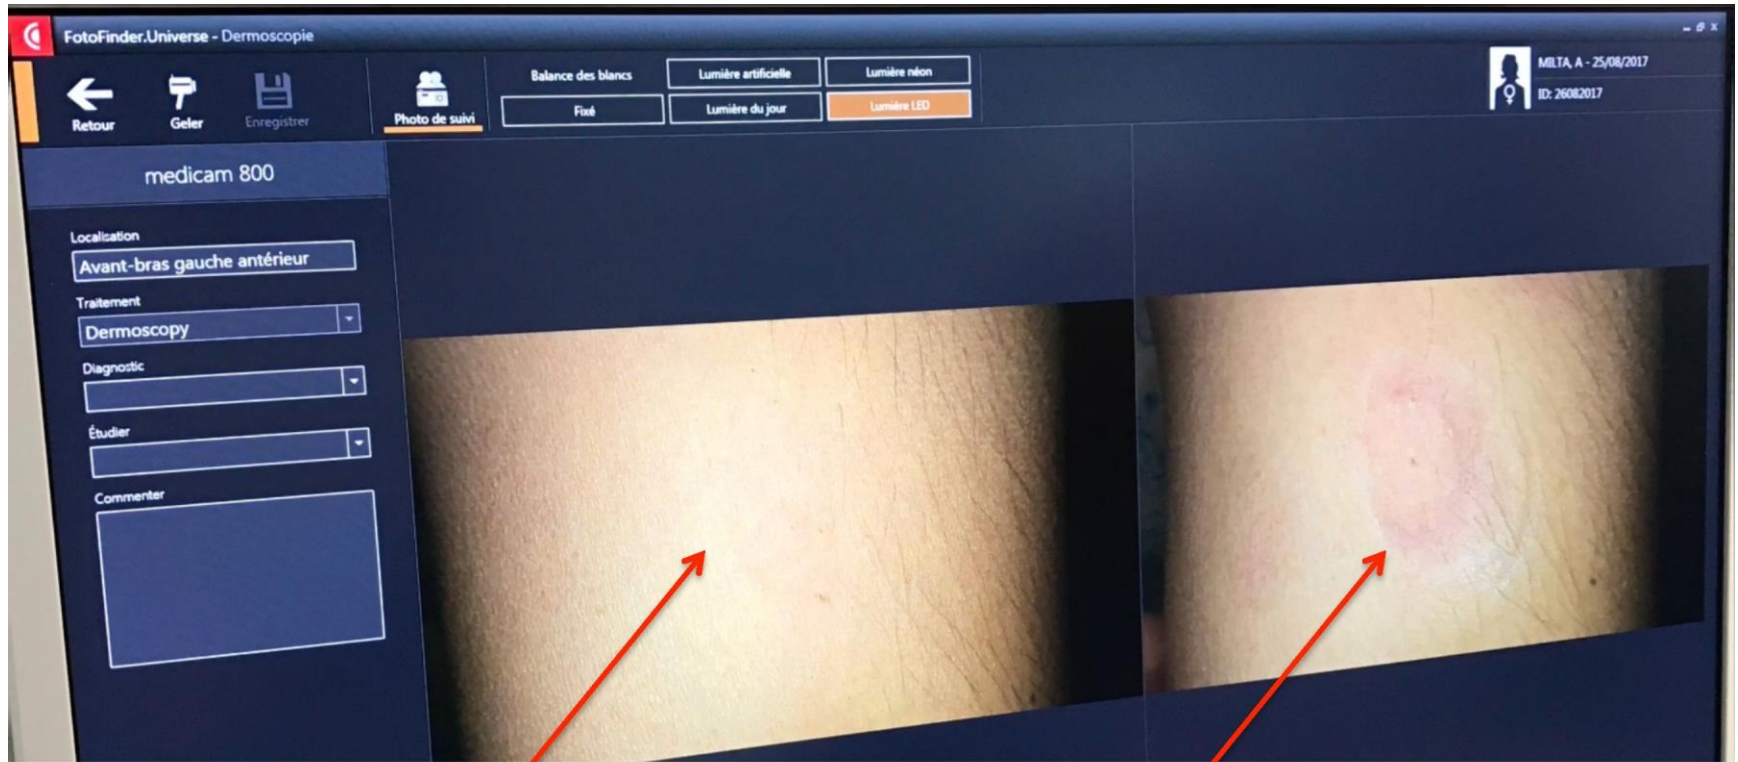 FotoFinder.Universe - Dermoscopie
Retour
Geler
Enregistrer
Photo de suivi
Balance des blancs
Fixé
Lumière artificielle
Lumière du jour
Lumière néon
Lumière LED
MILTA, A - 25/08/2017
ID: 26082017
medicam 800
Localisation
Avant-bras gauche antérieur
Traitement
Dermoscopy
Diagnostic
Étudier
Commenter